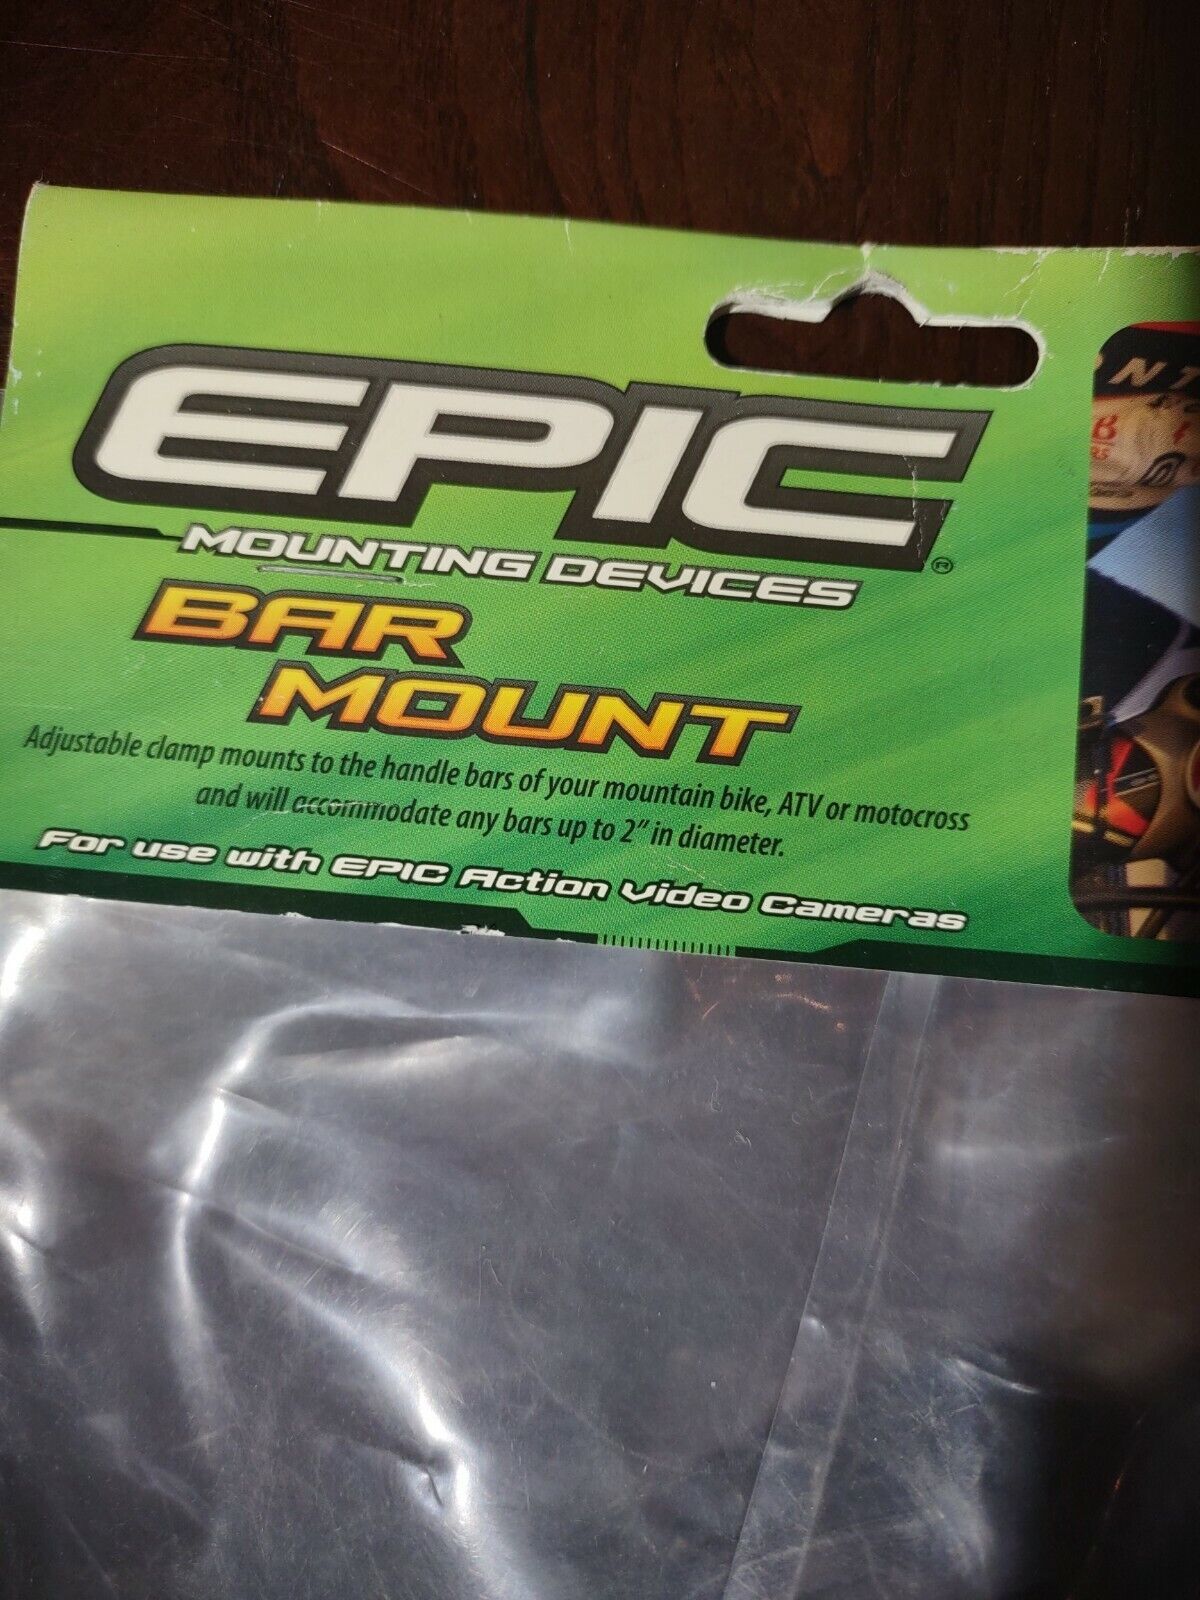 EPIC®
MOUNTING DEVICES
BAR
MOUNT
Adjustable clamp mounts to the handle bars of your mountain bike, ATV or motocross
and will accommodate any bars up to 2" in diameter.
For use with EPIC Action Video Cameras